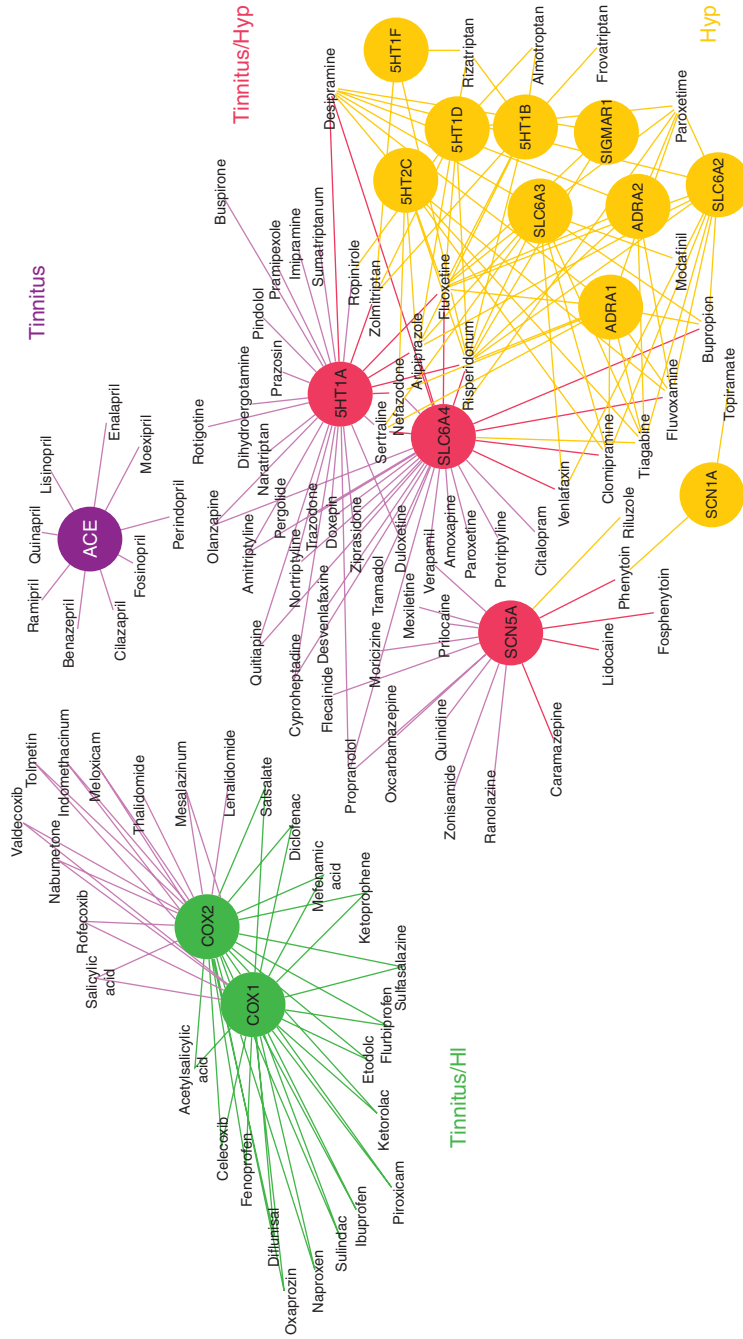 Tinnitus
Quinapril
Lisinopril
Ramipril
Enalapril
ACE
Benazepril
Moexipril
Cilazapril
Fosinopril
Perindopril
Valdecoxib
Tolmetin
Nabumetone
Indomethacinum
Meloxicam
Rofecoxib
Thalidomide
Salicylic
acid
Mesalazinum
Lenalidomide
COX2
Salsalate
Acetylsalicylic
acid
COX1
Diclofenac
Celecoxib
Mefenamic
acid
Fenoprofen
Ketoprophene
Diflunisal
Oxaprozin
Sulfasalazine
Naproxen
Flurbiprofen
Sulindac
Etodolc
Ibuprofen
Ketorolac
Piroxicam
Tinnitus/HI
Tinnitus/Hyp
Buspirone
Pramipexole
Imipramine
Sumatriptanum
Pindolol
Prazosin
Ropinirole
Rotigotine
Dihydroergotamine
Zolmitriptan
Naratriptan
5HT1A
Olanzapine
Pergolide
Amitriptyline
Trazodone
Doxepin
Nortriptyline
Sertraline
Nefazodone
Aripiprazole
Fluoxetine
Quitiapine
Ziprasidone
Desvenlafaxine
Cyproheptadine
SLC6A4
Risperidonum
Flecainide
Duloxetine
Tramadol
Moricizine
Verapamil
Amoxapine
Mexiletine
Paroxetine
Prilocaine
Protriptyline
Propranolol
Citalopram
Oxcarbamazepine
Venlafaxin
Quinidine
SCN5A
Clomipramine
Zonisamide
Tiagabine
Ranolazine
Fluvoxamine
Riluzole
Bupropion
Phenytoin
Caramazepine
Lidocaine
Fosphenytoin
Desipramine
5HT1F
Rizatriptan
5HT1D
Almotroptan
5HT2C
5HT1B
Frovatriptan
SIGMAR1
SLC6A3
Paroxetime
ADRA2
SLC6A2
ADRA1
Modafinil
SCN1A
Topiramate
Hyp